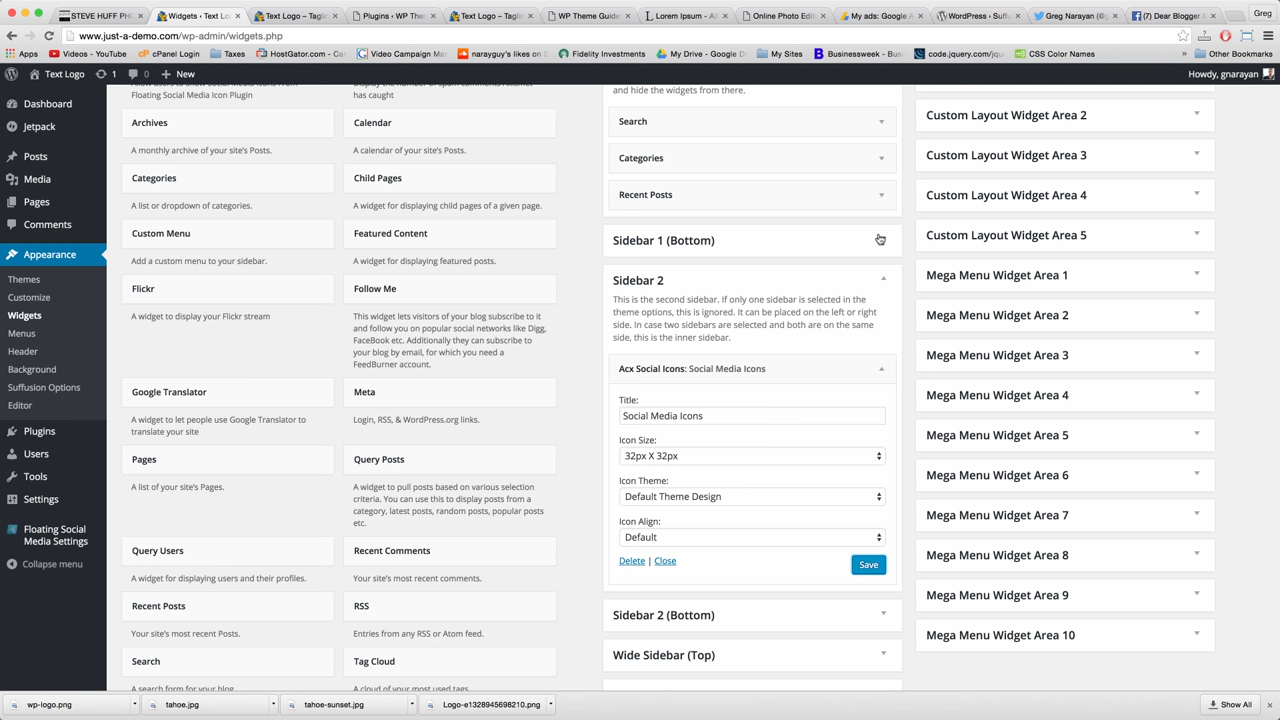 STEVE HUFF PHO
Widgets ‹ Text Logo
Text Logo – Tagline
Plugins ‹ WP Them
Text Logo – Tagline
WP Theme Guide
Lorem Ipsum - All
Online Photo Edito
My ads: Google A
WordPress › Suff
Greg Narayan (@g
(7) Dear Blogger
Greg
www.just-a-demo.com/wp-admin/widgets.php
Apps
Videos - YouTube
cPanel Login
Taxes
HostGator.com - C
Video Campaign Ma
narayguy's likes on
Fidelity Investments
My Drive - Google D
My Sites
Businessweek - Bus
code.jquery.com/jqu
CSS Color Names
Other Bookmarks
Text Logo
1
0
New
Howdy, gnarayan
Dashboard
Jetpack
Posts
Media
Pages
Comments
Appearance
Themes
Customize
Widgets
Menus
Header
Background
Suffusion Options
Editor
Plugins
Users
Tools
Settings
Floating Social
Media Settings
Collapse menu
Floating Social Media Icon Plugin
has caught
Archives
Calendar
A monthly archive of your site's Posts.
A calendar of your site's Posts.
Categories
Child Pages
A list or dropdown of categories.
A widget for displaying child pages of a given page.
Custom Menu
Featured Content
Add a custom menu to your sidebar.
A widget for displaying featured posts.
Flickr
Follow Me
A widget to display your Flickr stream
This widget lets visitors of your blog subscribe to it
and follow you on popular social networks like Digg,
FaceBook etc. Additionally they can subscribe to
your blog by email, for which you need a
FeedBurner account.
Google Translator
Meta
A widget to let people use Google Translator to
translate your site
Login, RSS, & WordPress.org links.
Pages
Query Posts
A list of your site's Pages.
A widget to pull posts based on various selection
criteria. You can use this to display posts from a
category, latest posts, random posts, popular posts
etc.
Query Users
Recent Comments
A widget for displaying users and their profiles.
Your site's most recent comments.
Recent Posts
RSS
Your site's most recent Posts.
Entries from any RSS or Atom feed.
Search
Tag Cloud
A search form for your blog
A cloud of your most used tags
and hide the widgets from there.
Search
Categories
Recent Posts
Sidebar 1 (Bottom)
Sidebar 2
This is the second sidebar. If only one sidebar is selected in the
theme options, this is ignored. It can be placed on the left or right
side. In case two sidebars are selected and both are on the same
side, this is the inner sidebar.
Acx Social Icons: Social Media Icons
Title:
Social Media Icons
Icon Size:
32px X 32px
Icon Theme:
Default Theme Design
Icon Align:
Default
Delete | Close
Save
Sidebar 2 (Bottom)
Wide Sidebar (Top)
Custom Layout Widget Area 2
Custom Layout Widget Area 3
Custom Layout Widget Area 4
Custom Layout Widget Area 5
Mega Menu Widget Area 1
Mega Menu Widget Area 2
Mega Menu Widget Area 3
Mega Menu Widget Area 4
Mega Menu Widget Area 5
Mega Menu Widget Area 6
Mega Menu Widget Area 7
Mega Menu Widget Area 8
Mega Menu Widget Area 9
Mega Menu Widget Area 10
wp-logo.png
tahoe.jpg
tahoe-sunset.jpg
Logo-e1328945698210.png
Show All